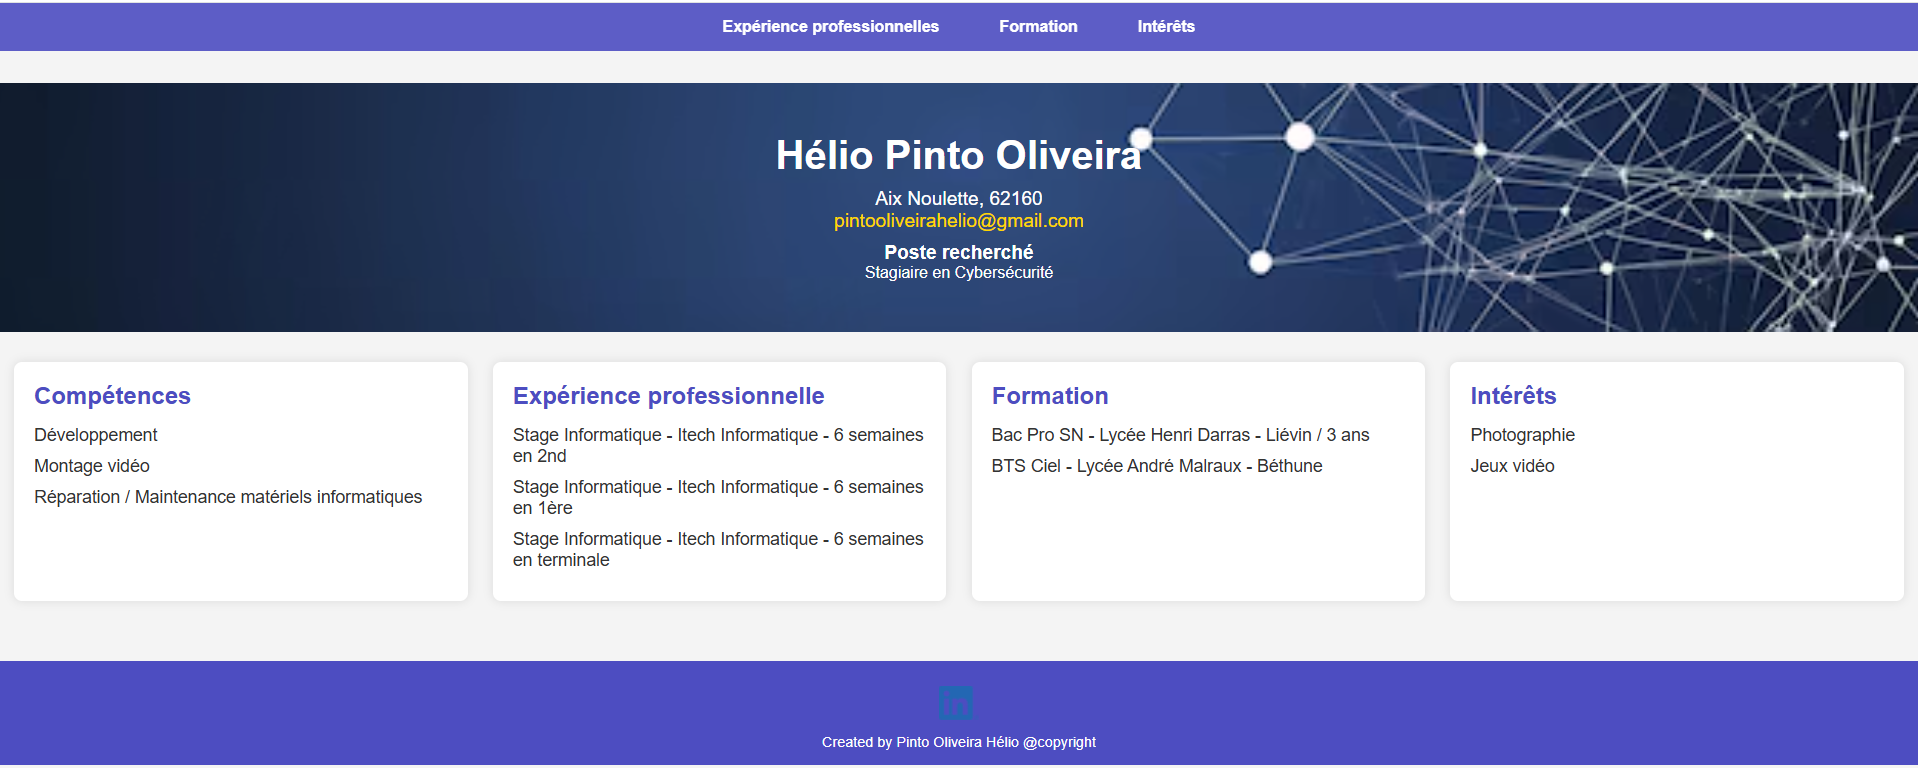 Expérience professionnelles
Formation
Intérêts
Hélio Pinto Oliveira
Aix Noulette, 62160
pintooliveirahelio@gmail.com
Poste recherché
Stagiaire en Cybersécurité
Compétences
Développement
Montage vidéo
Réparation / Maintenance matériels informatiques
Expérience professionnelle
Stage Informatique - Itech Informatique - 6 semaines
en 2nd
Stage Informatique - Itech Informatique - 6 semaines
en 1ère
Stage Informatique - Itech Informatique - 6 semaines
en terminale
Formation
Bac Pro SN - Lycée Henri Darras - Liévin / 3 ans
BTS Ciel - Lycée André Malraux - Béthune
Intérêts
Photographie
Jeux vidéo
in
Created by Pinto Oliveira Hélio @copyright